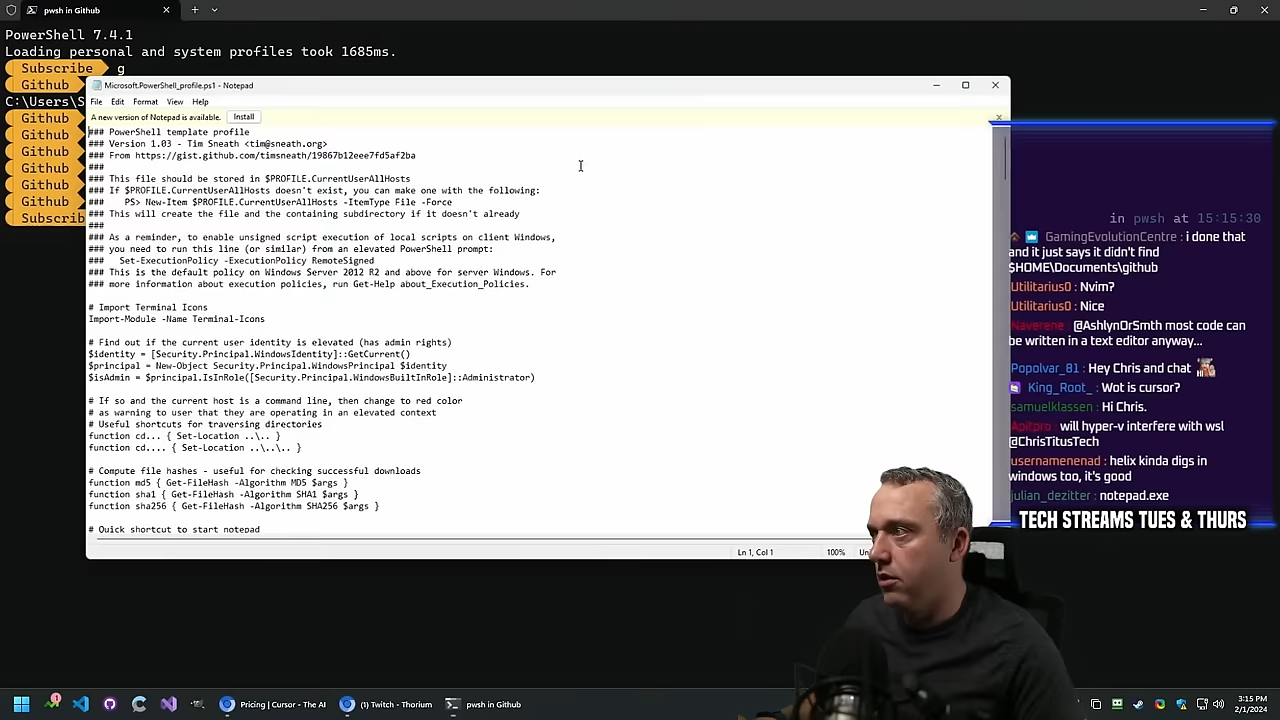 pwsh in Github
PowerShell 7.4.1
Loading personal and system profiles took 1685ms.
Subscribe g
Github
C:\Users\S
Github
Github
Github
Github
Github
Github
Subscrib
Microsoft.PowerShell_profile.ps1 - Notepad
File Edit Format View Help
A new version of Notepad is available. Install
### PowerShell template profile
### Version 1.03 - Tim Sneath <tim@sneath.org>
### From https://gist.github.com/timsneath/19867b12eee7fd5af2ba
###
### This file should be stored in $PROFILE.CurrentUserAllHosts
### If $PROFILE.CurrentUserAllHosts doesn't exist, you can make one with the following:
###    PS> New-Item $PROFILE.CurrentUserAllHosts -ItemType File -Force
### This will create the file and the containing subdirectory if it doesn't already
###
### As a reminder, to enable unsigned script execution of local scripts on client Windows,
### you need to run this line (or similar) from an elevated PowerShell prompt:
###   Set-ExecutionPolicy -ExecutionPolicy RemoteSigned
### This is the default policy on Windows Server 2012 R2 and above for server Windows. For
### more information about execution policies, run Get-Help about_Execution_Policies.
# Import Terminal Icons
Import-Module -Name Terminal-Icons
# Find out if the current user identity is elevated (has admin rights)
$identity = [Security.Principal.WindowsIdentity]::GetCurrent()
$principal = New-Object Security.Principal.WindowsPrincipal $identity
$isAdmin = $principal.IsInRole([Security.Principal.WindowsBuiltInRole]::Administrator)
# If so and the current host is a command line, then change to red color
# as warning to user that they are operating in an elevated context
# Useful shortcuts for traversing directories
function cd... { Set-Location ..\.. }
function cd.... { Set-Location ..\..\.. }
# Compute file hashes - useful for checking successful downloads
function md5 { Get-FileHash -Algorithm MD5 $args }
function sha1 { Get-FileHash -Algorithm SHA1 $args }
function sha256 { Get-FileHash -Algorithm SHA256 $args }
# Quick shortcut to start notepad
Ln 1, Col 1 100% Un
in pwsh at 15:15:30
GamingEvolutionCentre : i done that
and it just says it didn't find
$HOME\Documents\github
Utilitarius0 : Nvim?
Utilitarius0 : Nice
Naverene: @AshlynOrSmth most code can
be written in a text editor anyway...
Popolvar_81 : Hey Chris and chat
King_Root_ : Wot is cursor?
samuelklassen : Hi Chris.
Apitpro : will hyper-v interfere with wsl
@ChrisTitusTech
usernamenenad : helix kinda digs in
windows too, it's good
julian_dezitter : notepad.exe
TECH STREAMS TUES & THURS
1 Pricing | Cursor - The AI (1) Twitch - Thorium pwsh in Github 3:15 PM
2/1/2024